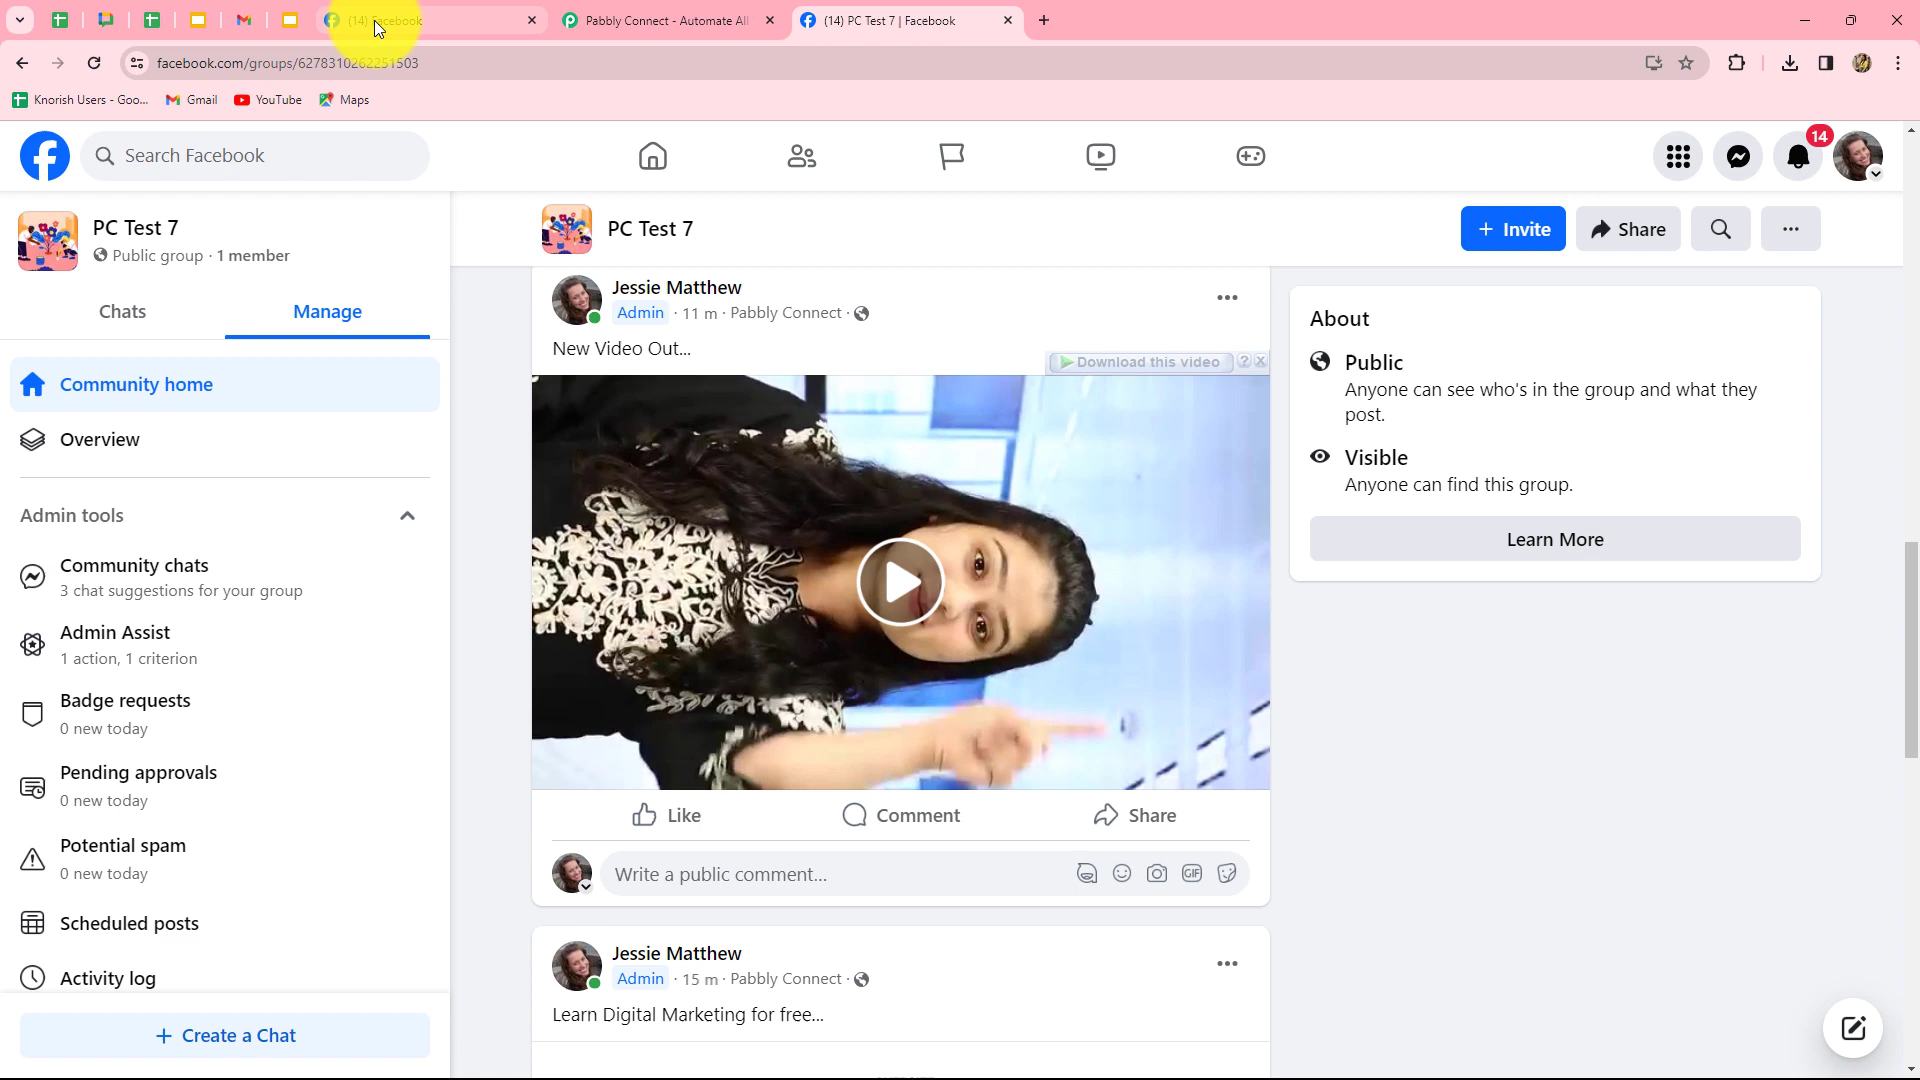 (14) Facebook
Pabbly Connect - Automate All
(14) PC Test 7 | Facebook
facebook.com/groups/6278310262251503
Knorish Users - Goo...
Gmail
YouTube
Maps
Search Facebook
14
PC Test 7
Public group · 1 member
Chats
Manage
Community home
Overview
Admin tools
Community chats
3 chat suggestions for your group
Admin Assist
1 action, 1 criterion
Badge requests
0 new today
Pending approvals
0 new today
Potential spam
0 new today
Scheduled posts
Activity log
+ Create a Chat
PC Test 7
+ Invite
Share
Jessie Matthew
Admin · 11 m · Pabbly Connect ·
New Video Out...
Download this video
Like
Comment
Share
Write a public comment...
GIF
Jessie Matthew
Admin · 15 m · Pabbly Connect ·
Learn Digital Marketing for free...
About
Public
Anyone can see who's in the group and what they
post.
Visible
Anyone can find this group.
Learn More